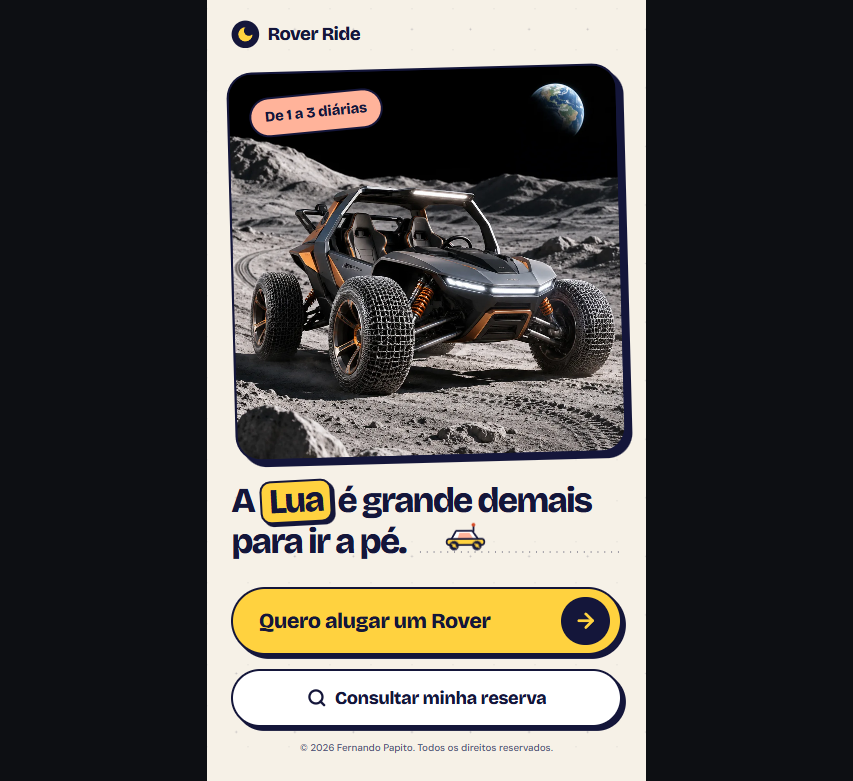 Rover Ride
De 1 a 3 diárias
A Lua é grande demais
para ir a pé.
Quero alugar um Rover
Consultar minha reserva
© 2026 Fernando Papito. Todos os direitos reservados.